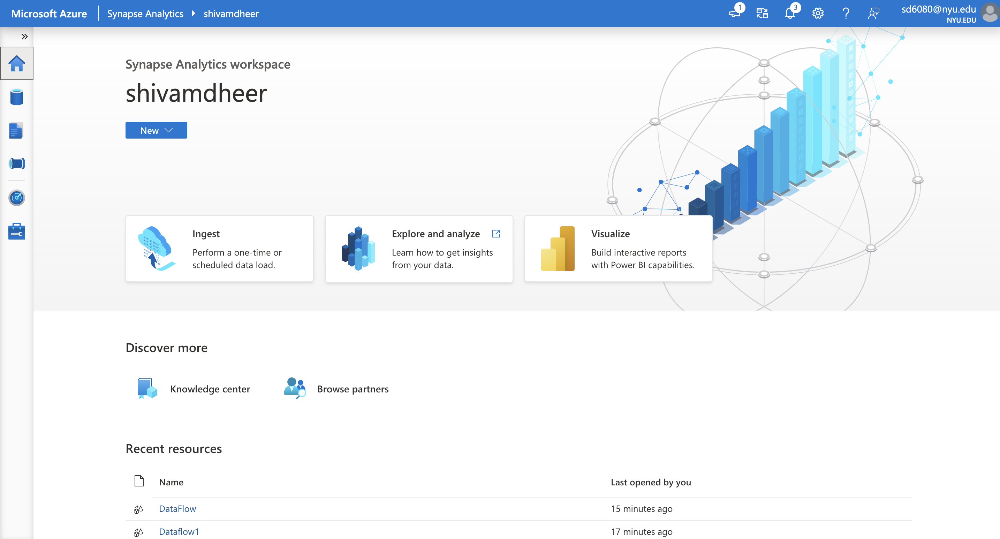 Microsoft Azure
Synapse Analytics
shivamdheer
1
3
sd6080@nyu.edu
NYU.EDU
Synapse Analytics workspace
shivamdheer
New
Ingest
Perform a one-time or
scheduled data load.
Explore and analyze
Learn how to get insights
from your data.
Visualize
Build interactive reports
with Power BI capabilities.
Discover more
Knowledge center
Browse partners
Recent resources
Name
Last opened by you
DataFlow
15 minutes ago
Dataflow1
17 minutes ago